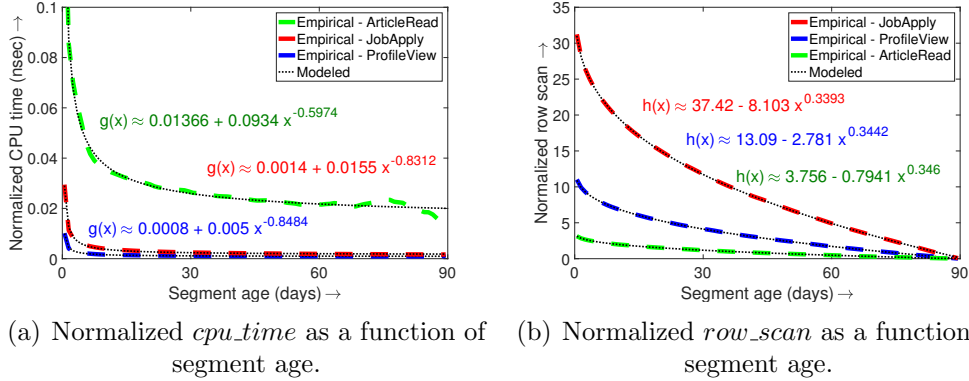 Normalized CPU time (nsec) →
0.1
0.08
0.06
0.04
0.02
0
Empirical - ArticleRead
Empirical - JobApply
Empirical - ProfileView
Modeled
g(x) ≈ 0.01366 + 0.0934 x^-0.5974
g(x) ≈ 0.0014 + 0.0155 x^-0.8312
g(x) ≈ 0.0008 + 0.005 x^-0.8484
0 30 60 90
Segment age (days) →
(a) Normalized cpu_time as a function of
segment age.
Normalized row scan →
35
30
25
20
15
10
5
0
Empirical - JobApply
Empirical - ProfileView
Empirical - ArticleRead
Modeled
h(x) ≈ 37.42 - 8.103 x^0.3393
h(x) ≈ 13.09 - 2.781 x^0.3442
h(x) ≈ 3.756 - 0.7941 x^0.346
0 30 60 90
Segment age (days) →
(b) Normalized row_scan as a function
segment age.